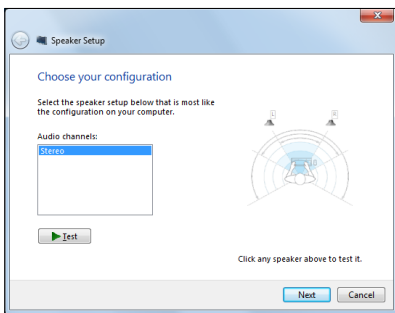 Speaker Setup
Choose your configuration
Select the speaker setup below that is most like
the configuration on your computer.
Audio channels:
Stereo
L
R
Test
Click any speaker above to test it.
Next
Cancel